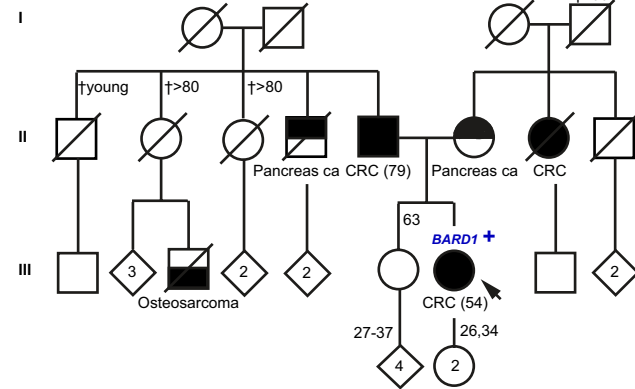 I
†young
†>80
†>80
II
Pancreas ca CRC (79) Pancreas ca CRC
63
BARD1 +
III
3
2
2
2
Osteosarcoma
CRC (54)
27-37
26,34
4
2